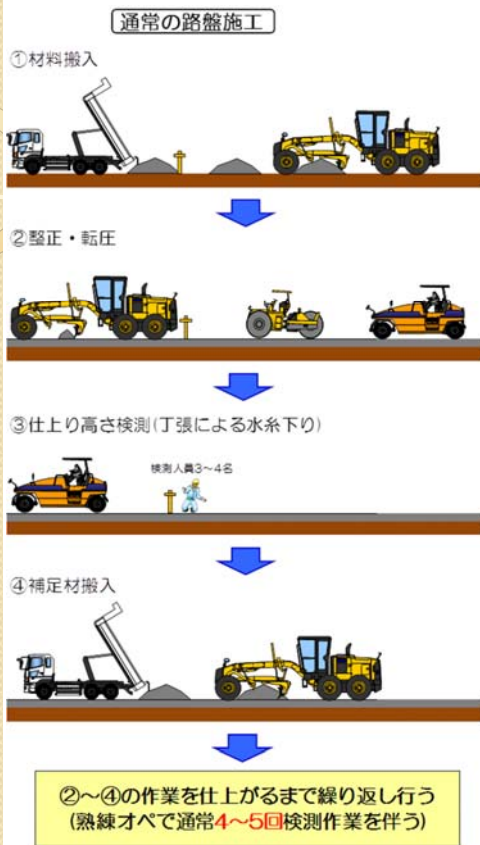 通常の路盤施工
①材料搬入
②整正・転圧
③仕上り高さ検測(丁張による水糸下り)
検測人員3～4名
④補足材搬入
②～④の作業を仕上がるまで繰り返し行う
(熟練オペで通常4～5回検測作業を伴う)